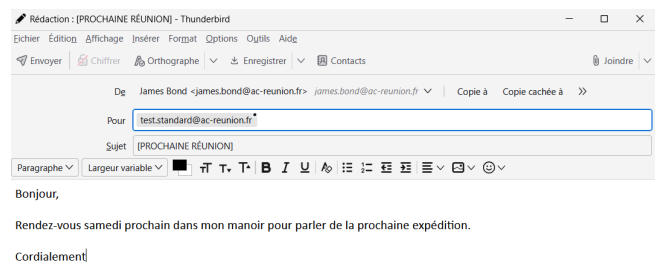 Rédaction : [PROCHAINE RÉUNION] - Thunderbird
Fichier Édition Affichage Insérer Format Options Outils Aide
Envoyer Chiffrer Orthographe Enregistrer Contacts Joindre
De James Bond <james.bond@ac-reunion.fr> james.bond@ac-reunion.fr Copie à Copie cachée à
Pour test.standard@ac-reunion.fr
Sujet [PROCHAINE RÉUNION]
Paragraphe Largeur variable B I U
Bonjour,
Rendez-vous samedi prochain dans mon manoir pour parler de la prochaine expédition.
Cordialement